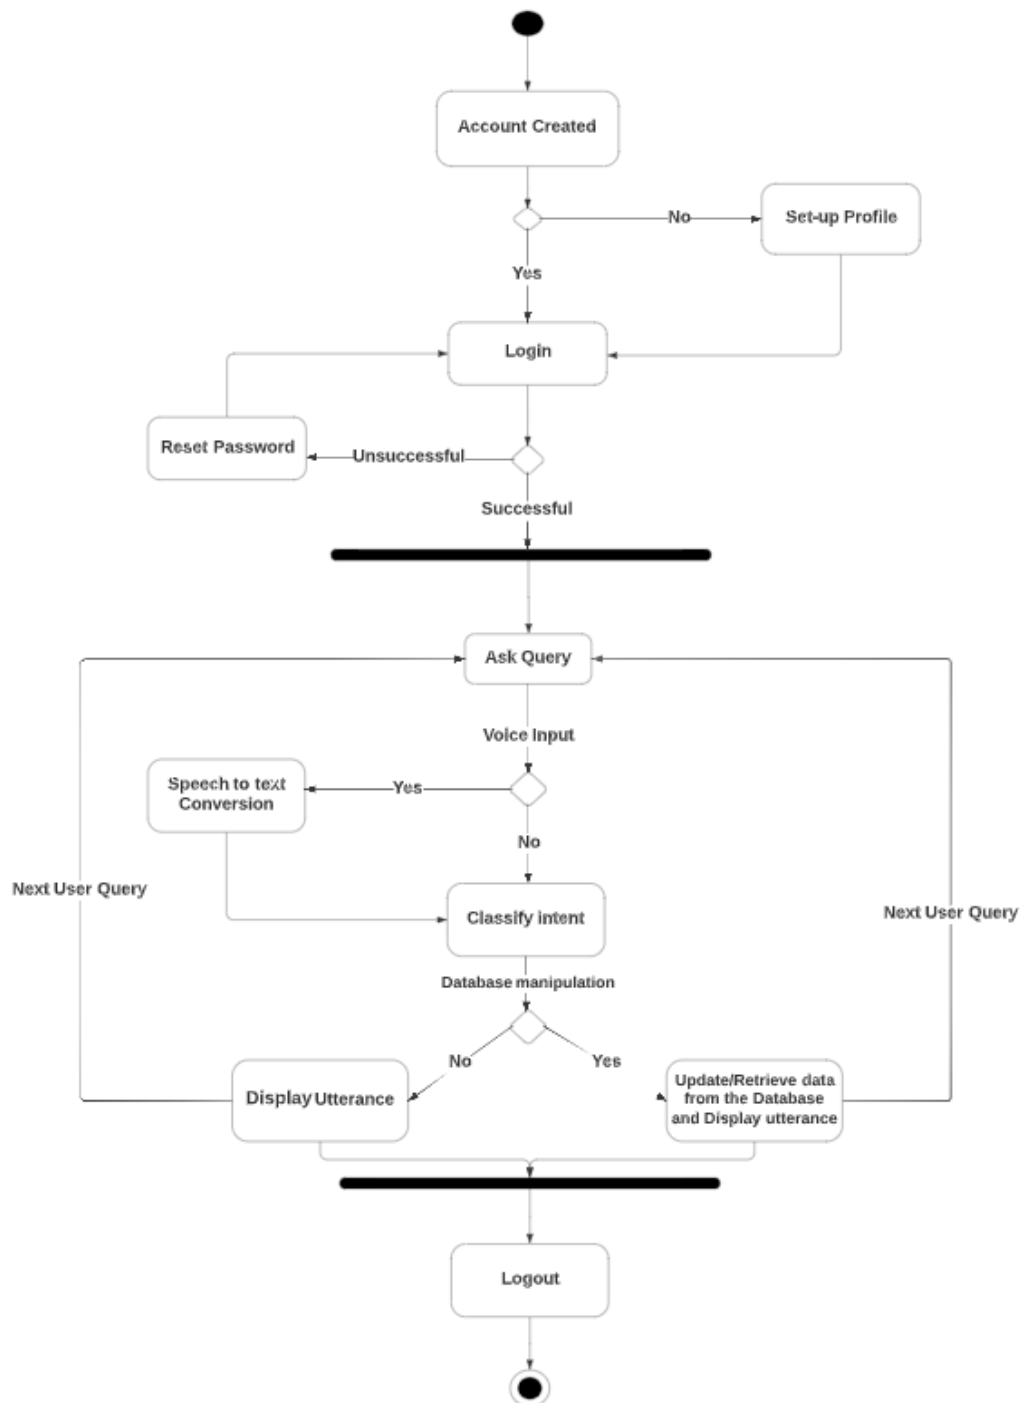 Account Created
No
Set-up Profile
Yes
Login
Reset Password
Unsuccessful
Successful
Ask Query
Voice Input
Speech to text
Conversion
Yes
No
Next User Query
Classify intent
Next User Query
Database manipulation
No
Yes
Display Utterance
Update/Retrieve data
from the Database
and Display utterance
Logout